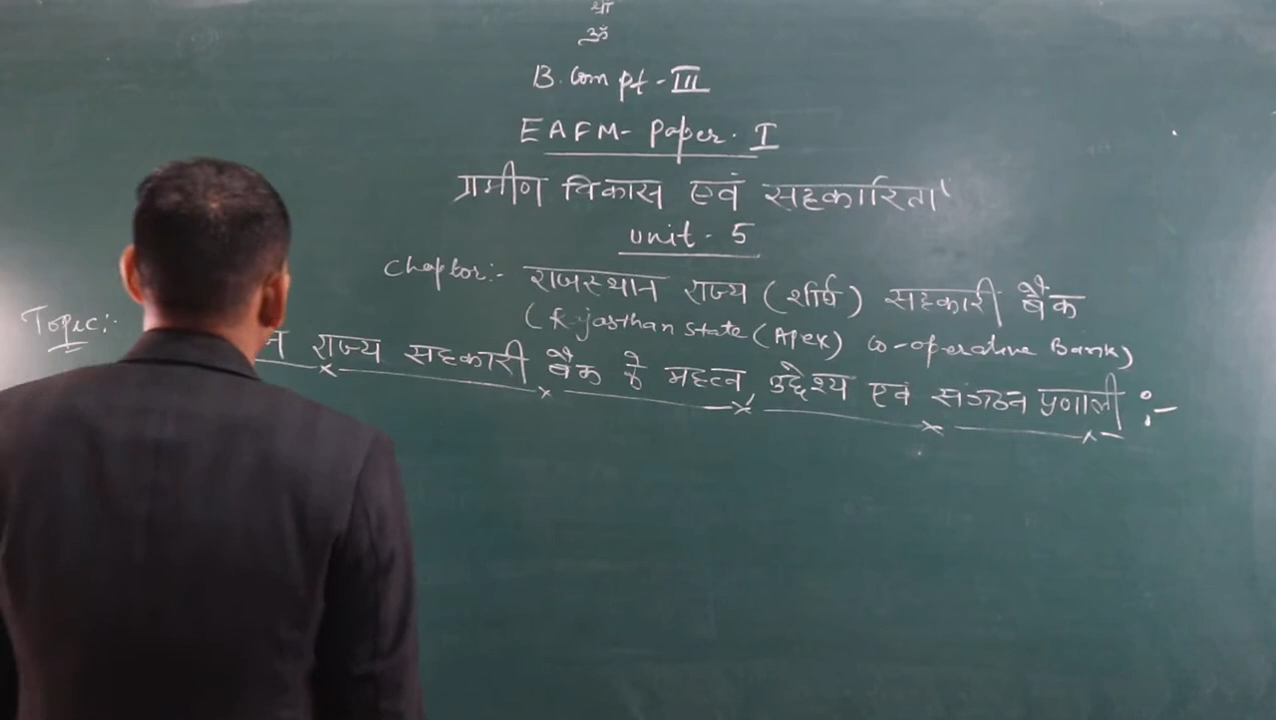 श्री
ॐ
B. Com pt - III
EAFM - Paper - I
ग्रामीण विकास एवं सहकारिता
Unit - 5
Chapter:- राजस्थान राज्य (शीर्ष) सहकारी बैंक
(Rajasthan State (Apex) Co-operative Bank)
Topic:- न राज्य सहकारी बैंक के महत्व, उद्देश्य एवं संगठन प्रणाली :-